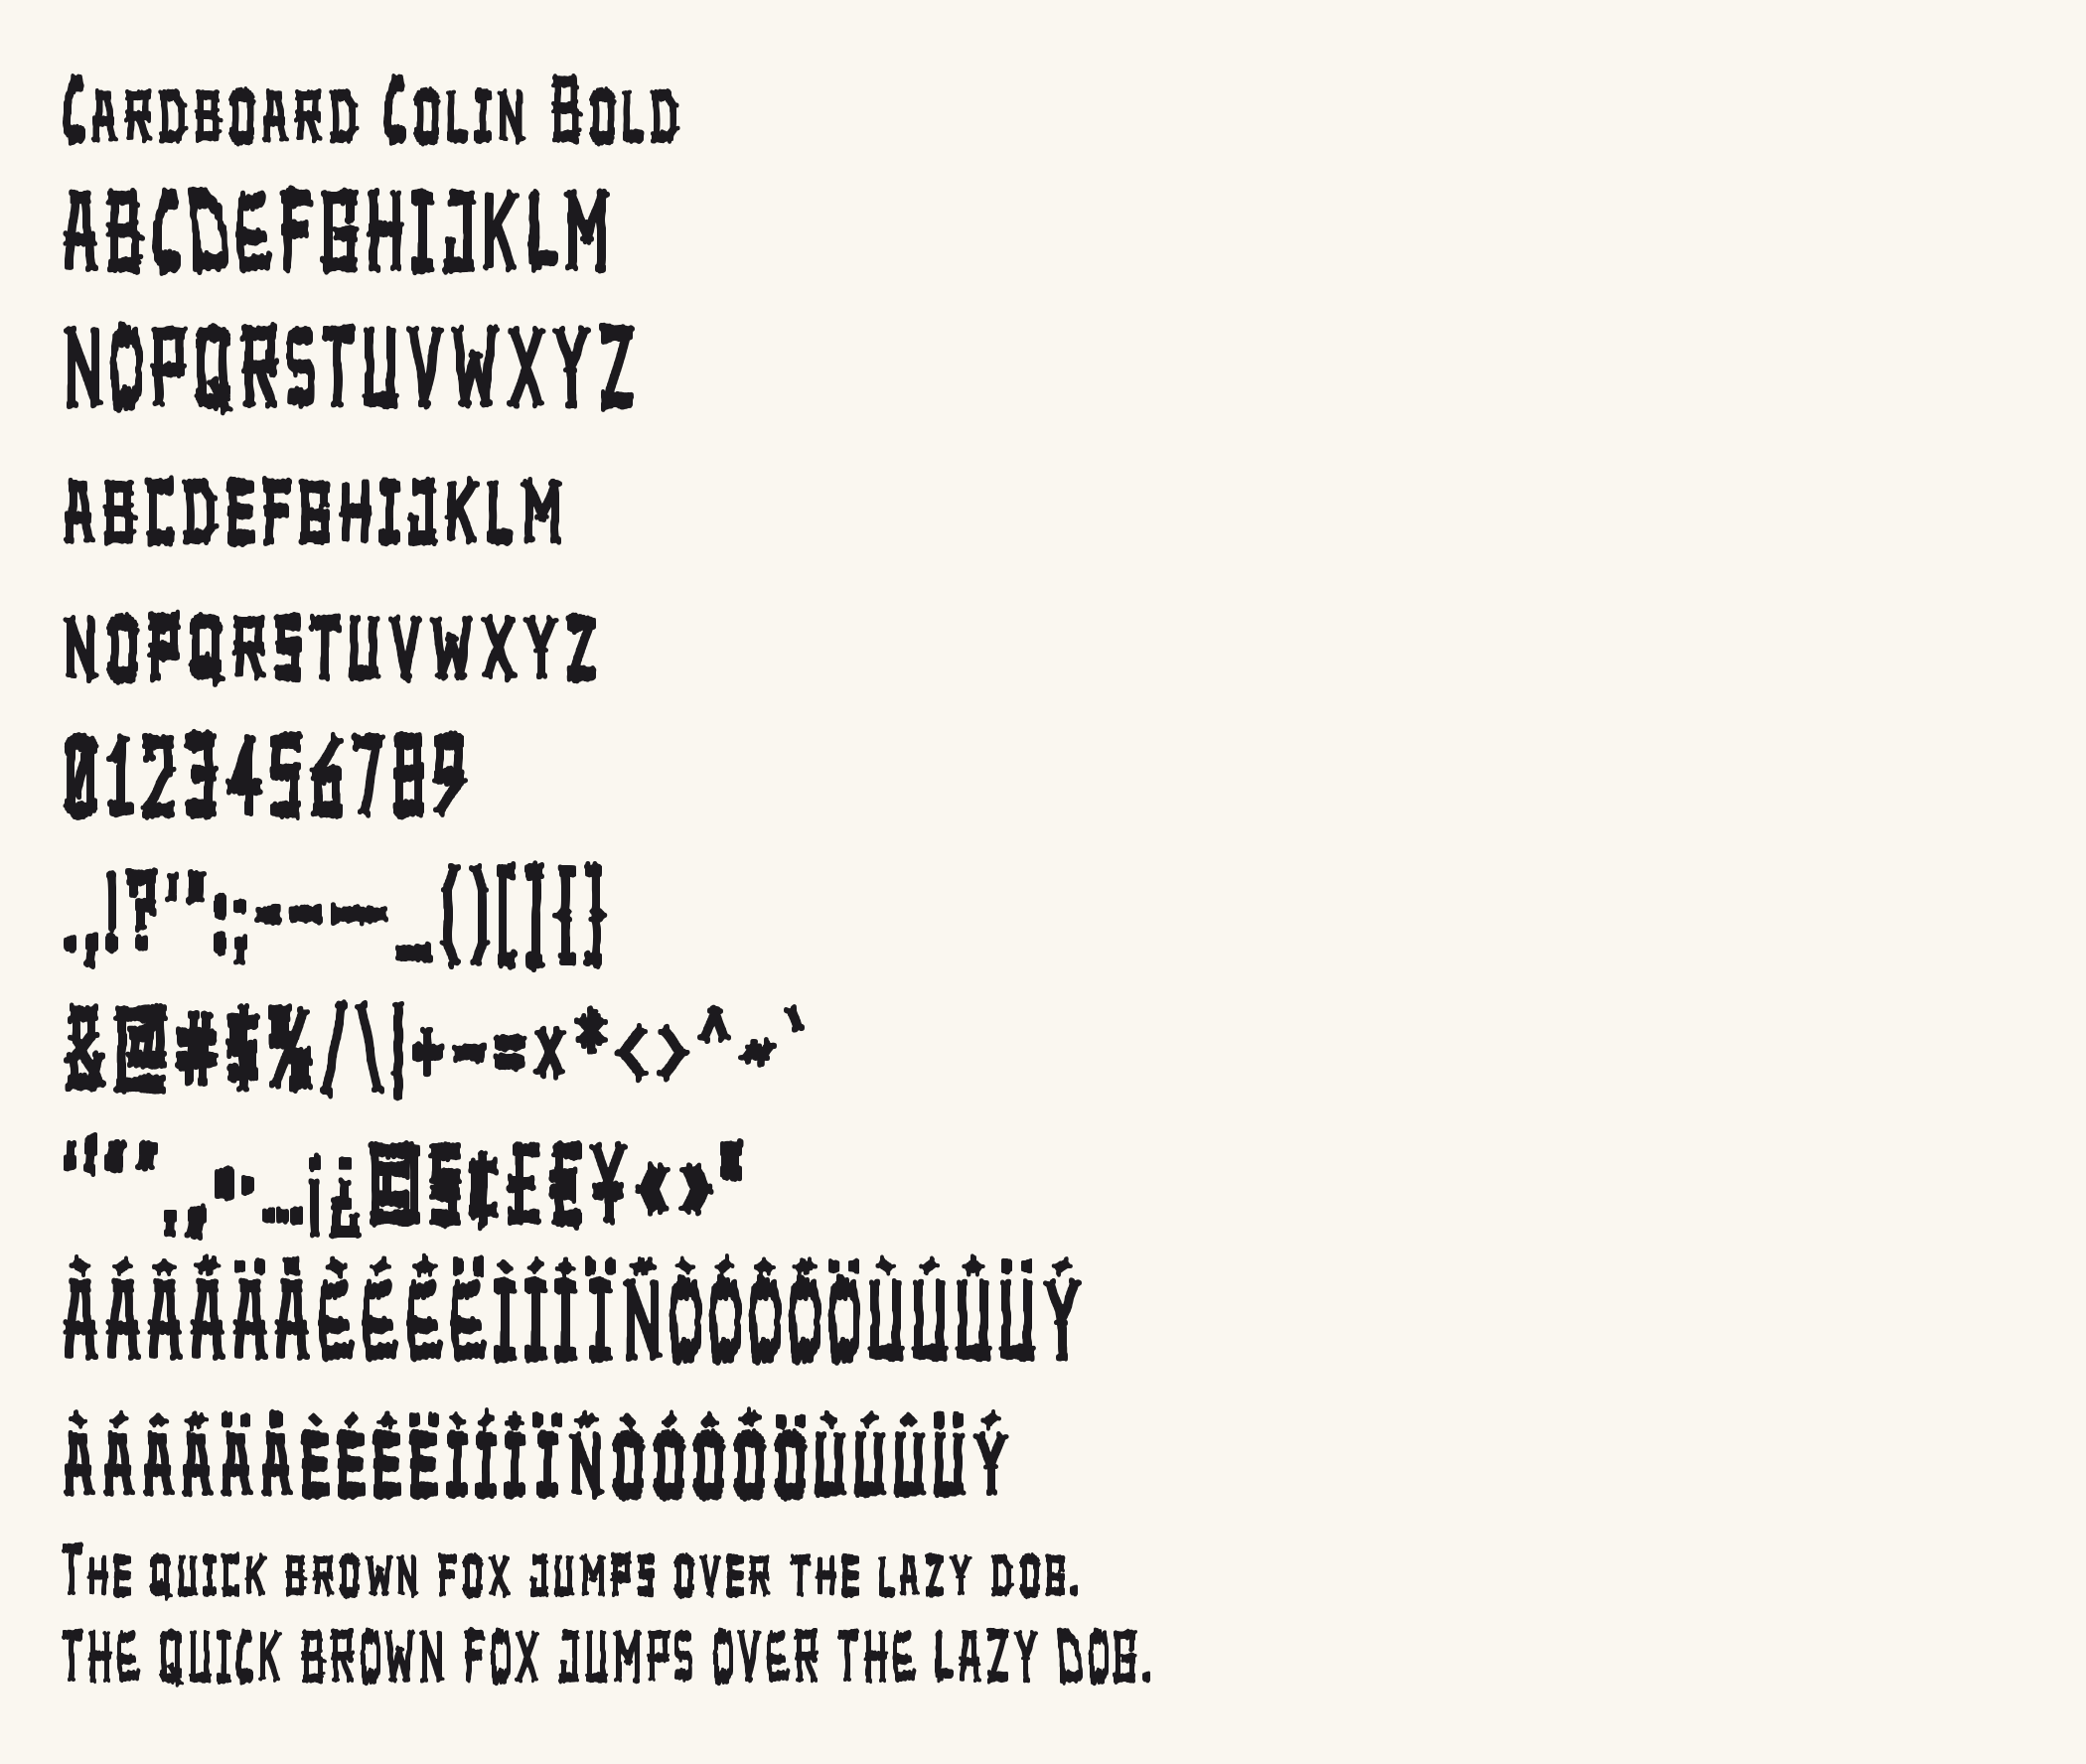 Cardboard Colin Bold
ABCDEFGHIJKLM
NOPQRSTUVWXYZ
abcdefghijklm
nopqrstuvwxyz
0123456789
.,!?'":;-–—_()[]{}
&@#$%/\|+−=×*<>^~`
‘’“”‚„•·…¡¿©§¢£€¥«»"
ÀÁÂÃÄÅÈÉÊËÌÍÎÏÑÒÓÔÕÖÙÚÛÜÝ
àáâãäåèéêëìíîïñòóôõöùúûüý
The quick brown fox jumps over the lazy dog.
THE QUICK BROWN FOX JUMPS OVER THE LAZY DOG.